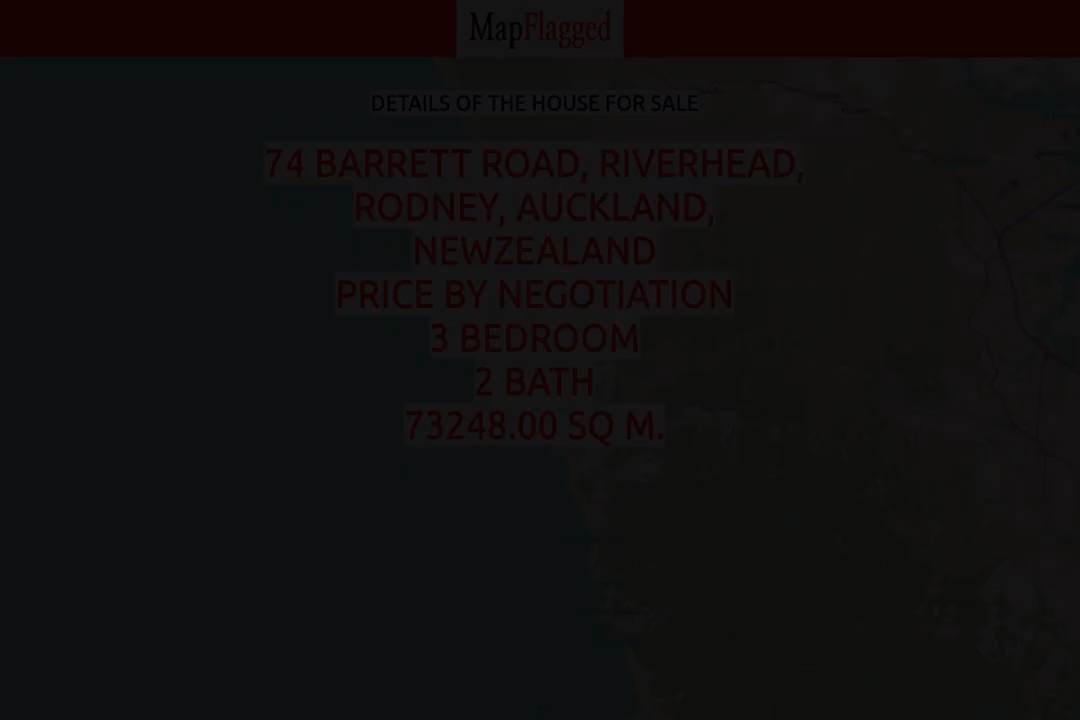 MapFlagged
DETAILS OF THE HOUSE FOR SALE
74 BARRETT ROAD, RIVERHEAD,
RODNEY, AUCKLAND,
NEWZEALAND
PRICE BY NEGOTIATION
3 BEDROOM
2 BATH
73248.00 SQ M.